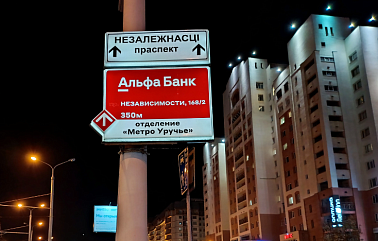 НЕЗАЛЕЖНАСЦІ
праспект
Альфа Банк
НЕЗАВИСИМОСТИ, 168/2
350м
отделение
«Метро Уручье»